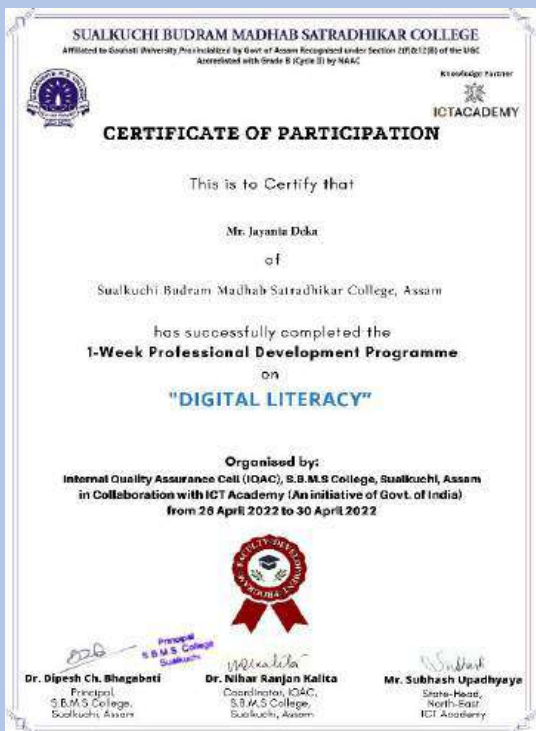 SUALKUCHI BUDRAM MADHAB SATRADHIKAR COLLEGE
Affiliated to Gauhati University, Provincialized by Govt of Assam Recognised under Section 2(F)&12(B) of the UGC
Accredited with Grade B (Cycle II) by NAAC
Knowledge Partner
ICTACADEMY
CERTIFICATE OF PARTICIPATION
This is to Certify that
Mr. Jayanta Deka
of
Sualkuchi Budram Madhab Satradhikar College, Assam
has successfully completed the
1-Week Professional Development Programme
on
"DIGITAL LITERACY"
Organised by:
Internal Quality Assurance Cell (IQAC), S.B.M.S College, Sualkuchi, Assam
in Collaboration with ICT Academy (An initiative of Govt. of India)
from 26 April 2022 to 30 April 2022
FACULTY DEVELOPMENT PROGRAM
Principal
S.B.M.S. College
Sualkuchi
Dr. Dipesh Ch. Bhagabati
Principal,
S.B.M.S College,
Sualkuchi, Assam
Dr. Nihar Ranjan Kalita
Coordinator, IQAC,
S.B.M.S College,
Sualkuchi, Assam
Mr. Subhash Upadhyaya
State-Head,
North-East
ICT Academy